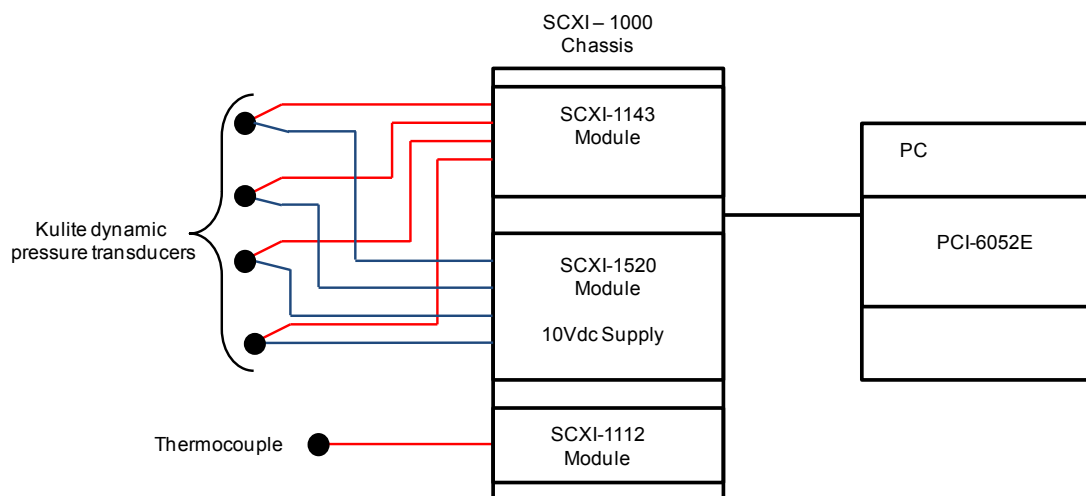 SCXI – 1000
Chassis
SCXI-1143
Module
PC
Kulite dynamic
pressure transducers
PCI-6052E
SCXI-1520
Module
10Vdc Supply
Thermocouple
SCXI-1112
Module